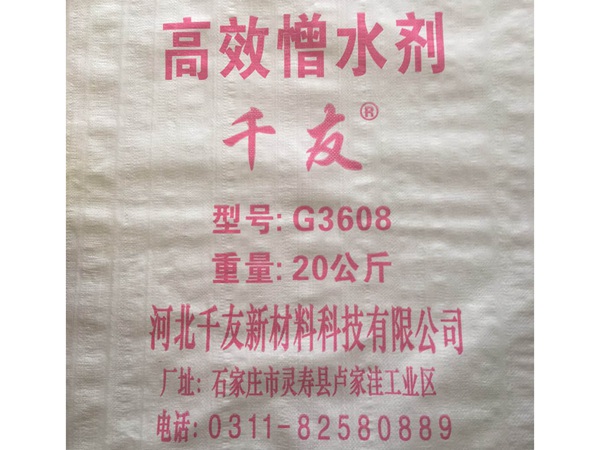 高效憎水剂
千友®
型号: G3608
重量: 20公斤
河北千友新材料科技有限公司
厂址: 石家庄市灵寿县卢家洼工业区
电话: 0311-82580889